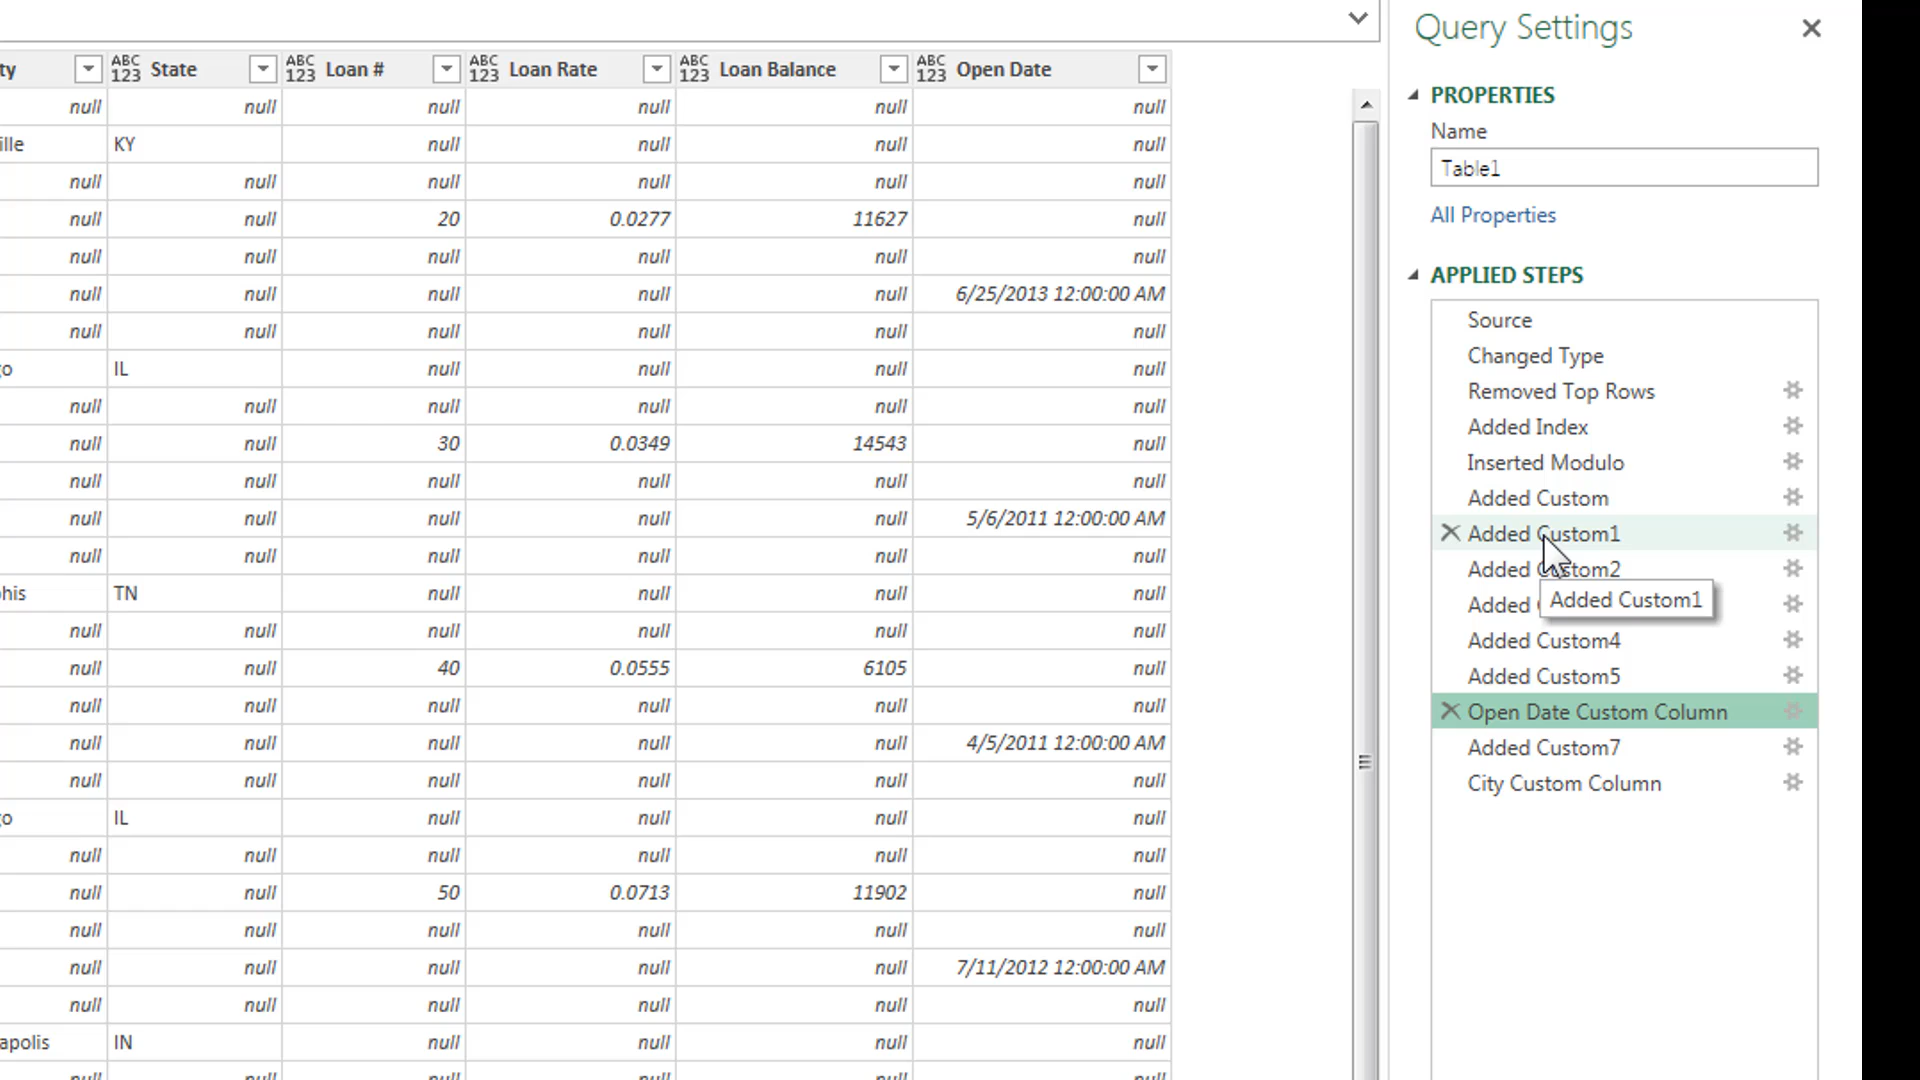 Query Settings
PROPERTIES
Name
Table1
All Properties
APPLIED STEPS
Source
Changed Type
Removed Top Rows
Added Index
Inserted Modulo
Added Custom
Added Custom1
Added Custom2
Added
Added Custom1
Added Custom4
Added Custom5
Open Date Custom Column
Added Custom7
City Custom Column
ty ABC 123 State ABC 123 Loan # ABC 123 Loan Rate ABC 123 Loan Balance ABC 123 Open Date
null null null null null null
ille KY null null null null
null null null null null null
null null 20 0.0277 11627 null
null null null null null null
null null null null null 6/25/2013 12:00:00 AM
null null null null null null
go IL null null null null
null null null null null null
null null 30 0.0349 14543 null
null null null null null null
null null null null null 5/6/2011 12:00:00 AM
null null null null null null
his TN null null null null
null null null null null null
null null 40 0.0555 6105 null
null null null null null null
null null null null null 4/5/2011 12:00:00 AM
null null null null null null
go IL null null null null
null null null null null null
null null 50 0.0713 11902 null
null null null null null null
null null null null null 7/11/2012 12:00:00 AM
null null null null null null
apolis IN null null null null
null null null null null null